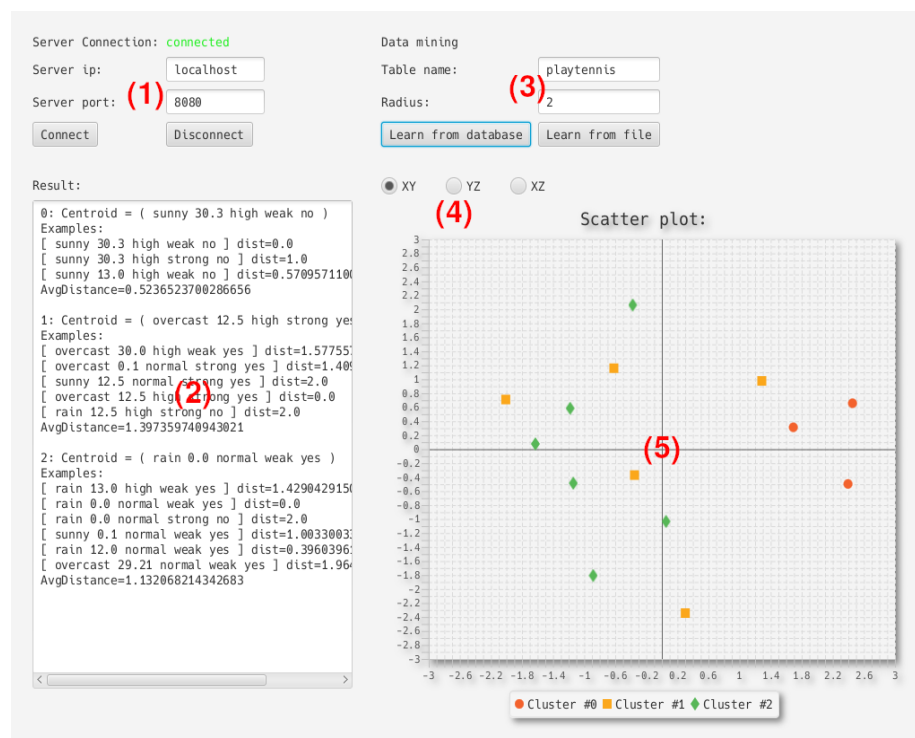 Server Connection: connected
Server ip: localhost
Server port: 8080
(1)
Connect Disconnect
Data mining
Table name: playtennis
Radius: 2
(3)
Learn from database Learn from file
Result:
0: Centroid = ( sunny 30.3 high weak no )
Examples:
[ sunny 30.3 high weak no ] dist=0.0
[ sunny 30.3 high strong no ] dist=1.0
[ sunny 13.0 high weak no ] dist=0.5709571100
AvgDistance=0.5236523700286656
1: Centroid = ( overcast 12.5 high strong yes
Examples:
[ overcast 30.0 high weak yes ] dist=1.57755
[ overcast 0.1 normal strong yes ] dist=1.409
[ sunny 12.5 normal strong yes ] dist=2.0
[ overcast 12.5 high strong yes ] dist=0.0
[ rain 12.5 high strong no ] dist=2.0
AvgDistance=1.397359740943021
(2)
2: Centroid = ( rain 0.0 normal weak yes )
Examples:
[ rain 13.0 high weak yes ] dist=1.4290429150
[ rain 0.0 normal weak yes ] dist=0.0
[ rain 0.0 normal strong no ] dist=2.0
[ sunny 0.1 normal weak yes ] dist=1.0033003
[ rain 12.0 normal weak yes ] dist=0.3960396
[ overcast 29.21 normal weak yes ] dist=1.964
AvgDistance=1.132068214342683
XY YZ XZ
(4)
Scatter plot:
3
2.8
2.6
2.4
2.2
2
1.8
1.6
1.4
1.2
1
0.8
0.6
0.4
0.2
0
-0.2
-0.4
-0.6
-0.8
-1
-1.2
-1.4
-1.6
-1.8
-2
-2.2
-2.4
-2.6
-2.8
-3
(5)
-3 -2.6 -2.2 -1.8 -1.4 -1 -0.6 -0.2 0.2 0.6 1 1.4 1.8 2.2 2.6 3
Cluster #0 Cluster #1 Cluster #2